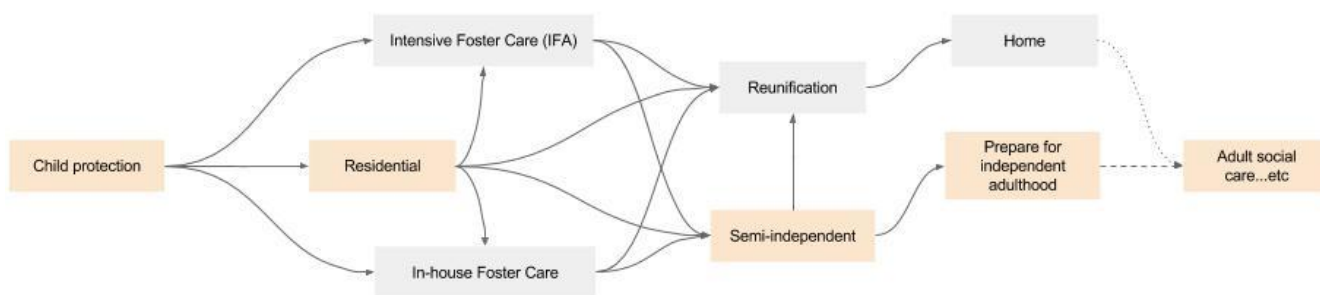 Intensive Foster Care (IFA)
Home
Reunification
Child protection
Residential
Prepare for
independent
adulthood
Adult social
care...etc
Semi-independent
In-house Foster Care